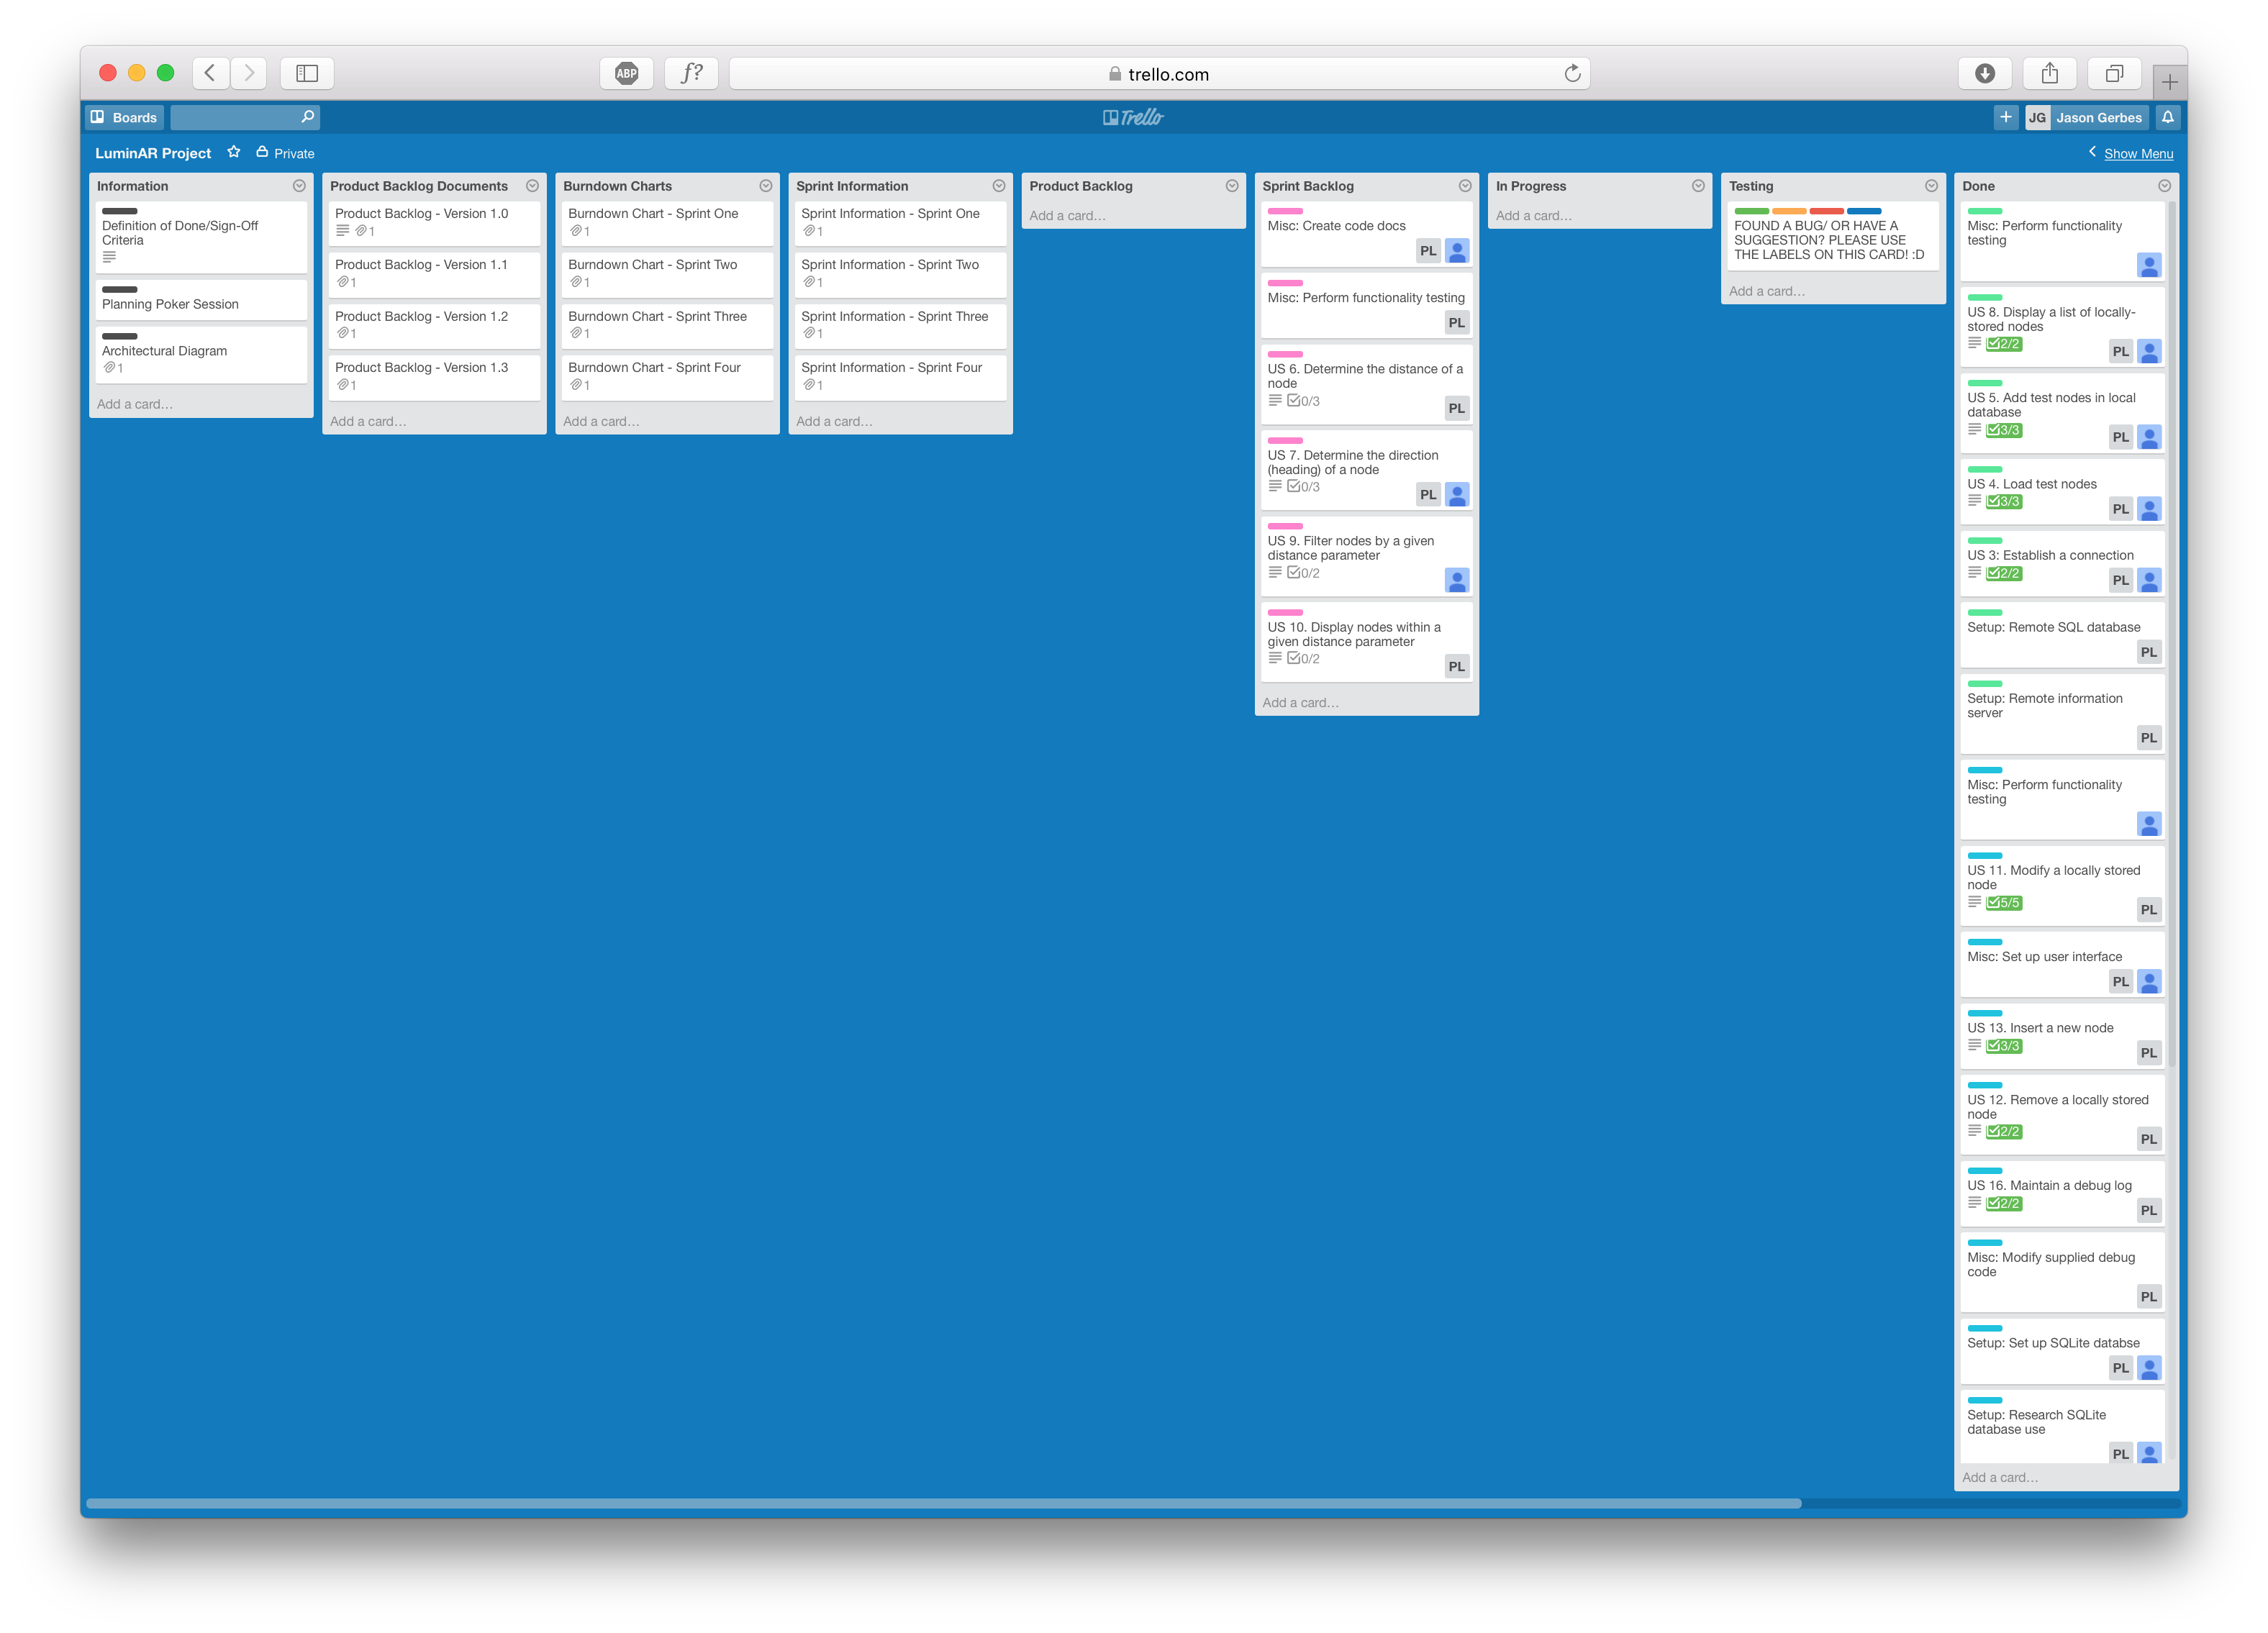 ABP
f?
trello.com
Boards
Trello
JG Jason Gerbes
LuminAR Project
Private
Show Menu
Information
Definition of Done/Sign-Off
Criteria
Planning Poker Session
Architectural Diagram
1
Add a card…
Product Backlog Documents
Product Backlog - Version 1.0
1
Product Backlog - Version 1.1
1
Product Backlog - Version 1.2
1
Product Backlog - Version 1.3
1
Add a card…
Burndown Charts
Burndown Chart - Sprint One
1
Burndown Chart - Sprint Two
1
Burndown Chart - Sprint Three
1
Burndown Chart - Sprint Four
1
Add a card…
Sprint Information
Sprint Information - Sprint One
1
Sprint Information - Sprint Two
1
Sprint Information - Sprint Three
1
Sprint Information - Sprint Four
1
Add a card…
Product Backlog
Add a card…
Sprint Backlog
Misc: Create code docs
PL
Misc: Perform functionality testing
PL
US 6. Determine the distance of a
node
0/3
PL
US 7. Determine the direction
(heading) of a node
0/3
PL
US 9. Filter nodes by a given
distance parameter
0/2
US 10. Display nodes within a
given distance parameter
0/2
PL
Add a card…
In Progress
Add a card…
Testing
FOUND A BUG/ OR HAVE A
SUGGESTION? PLEASE USE
THE LABELS ON THIS CARD! :D
Add a card…
Done
Misc: Perform functionality
testing
US 8. Display a list of locally-
stored nodes
2/2
PL
US 5. Add test nodes in local
database
3/3
PL
US 4. Load test nodes
3/3
PL
US 3: Establish a connection
2/2
PL
Setup: Remote SQL database
PL
Setup: Remote information
server
PL
Misc: Perform functionality
testing
US 11. Modify a locally stored
node
5/5
PL
Misc: Set up user interface
PL
US 13. Insert a new node
3/3
PL
US 12. Remove a locally stored
node
2/2
PL
US 16. Maintain a debug log
2/2
PL
Misc: Modify supplied debug
code
PL
Setup: Set up SQLite databse
PL
Setup: Research SQLite
database use
PL
Add a card…